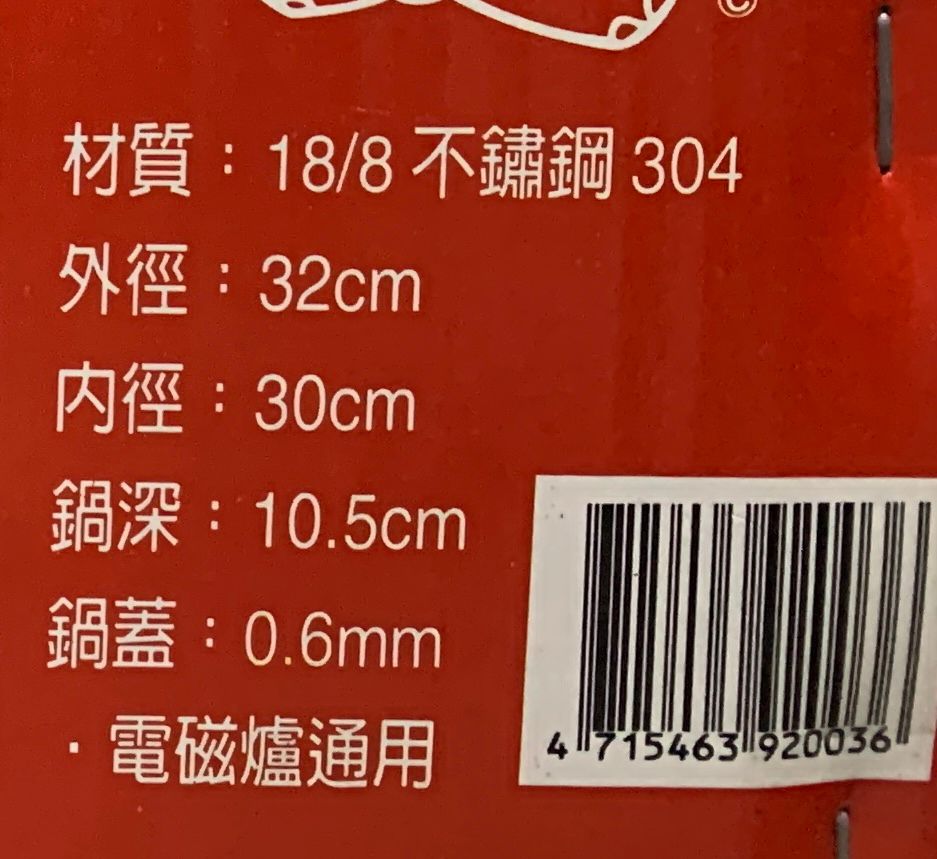 ©
材質：18/8 不鏽鋼 304
外徑：32cm
內徑：30cm
鍋深：10.5cm
鍋蓋：0.6mm
·電磁爐通用
4 715463 920036